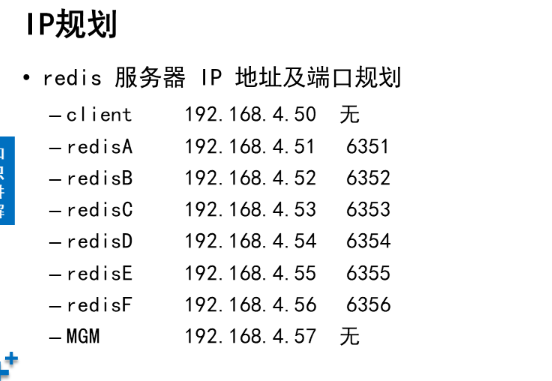 IP规划
• redis 服务器 IP 地址及端口规划
–client 192.168.4.50 无
–redisA 192.168.4.51 6351
–redisB 192.168.4.52 6352
–redisC 192.168.4.53 6353
–redisD 192.168.4.54 6354
–redisE 192.168.4.55 6355
–redisF 192.168.4.56 6356
–MGM 192.168.4.57 无